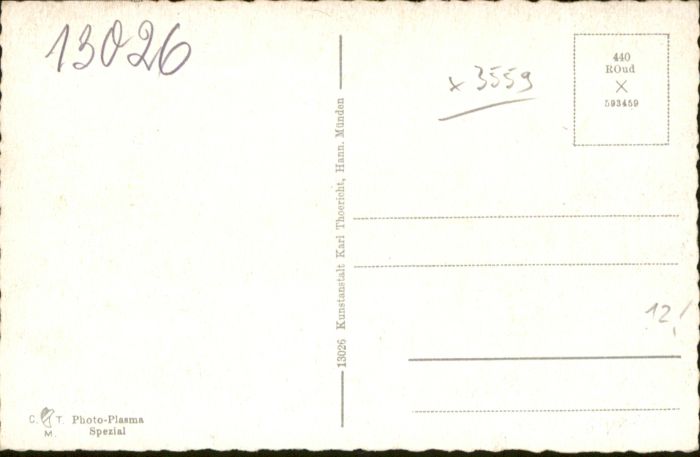 13026
x 3559
440
ROud
X
593459
13026 Kunstanstalt Karl Thoericht, Hann. Münden
12,/
C. T. Photo-Plasma
M. Spezial